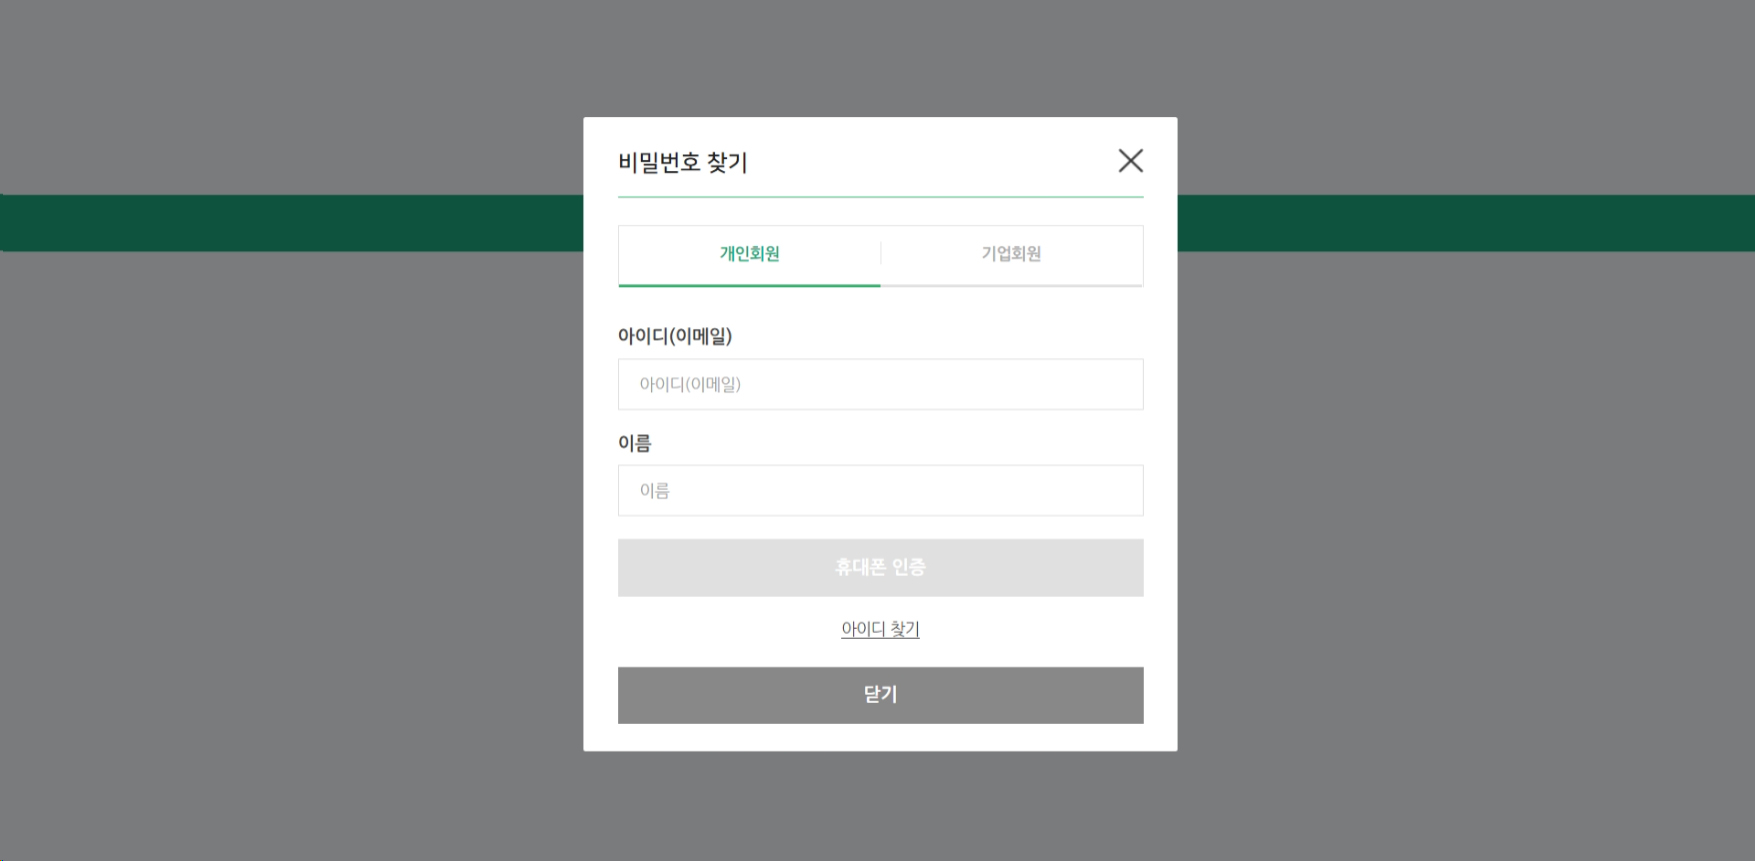 비밀번호 찾기
개인회원
기업회원
아이디(이메일)
아이디(이메일)
이름
이름
휴대폰 인증
아이디 찾기
닫기